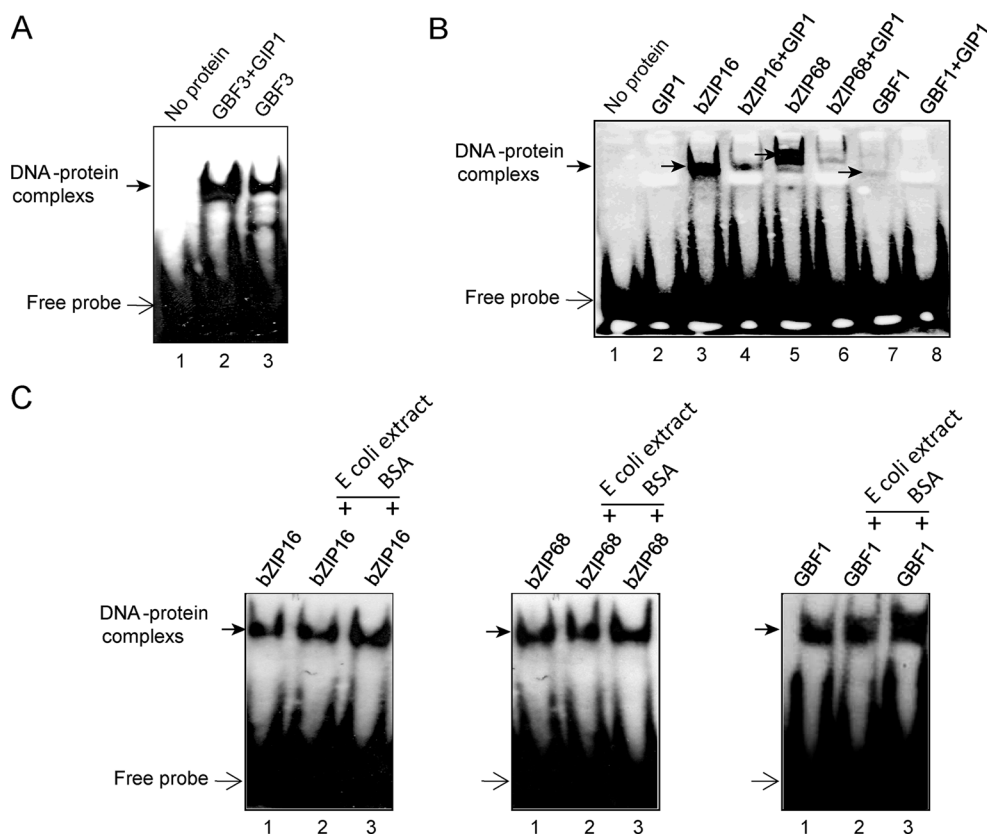 A
No protein
GBF3+GIP1
GBF3
DNA-protein
complexs
Free probe
1 2 3
B
No protein
GIP1
bZIP16
bZIP16+GIP1
bZIP68
bZIP68+GIP1
GBF1
GBF1+GIP1
DNA-protein
complexs
Free probe
1 2 3 4 5 6 7 8
C
E coli extract
BSA
+ +
bZIP16
bZIP16
bZIP16
DNA-protein
complexs
Free probe
1 2 3
E coli extract
BSA
+ +
bZIP68
bZIP68
bZIP68
1 2 3
E coli extract
BSA
+ +
GBF1
GBF1
GBF1
1 2 3